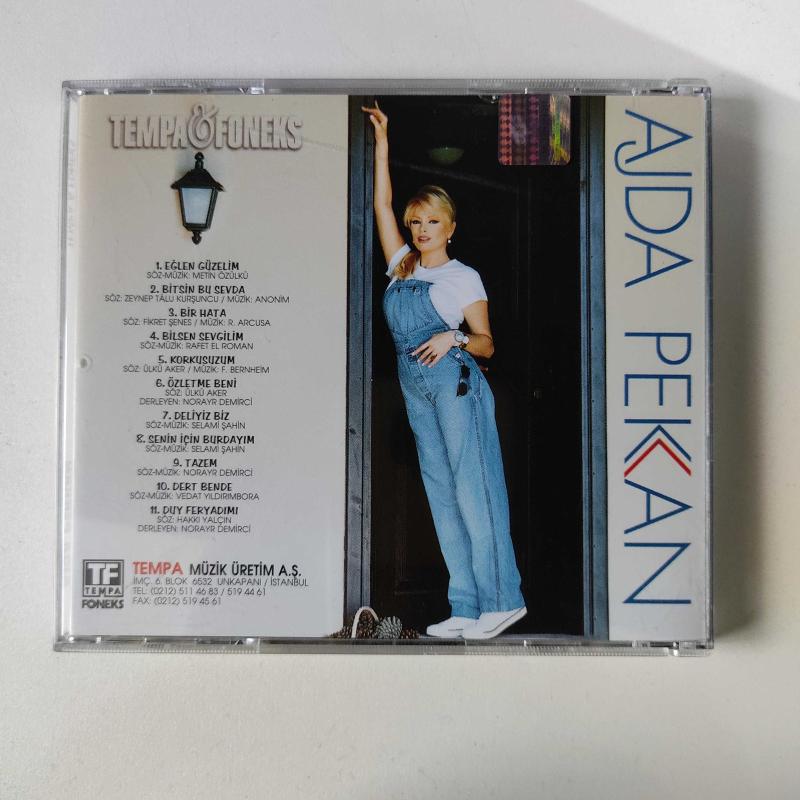 TEMPA & FONEKS
1. EĞLEN GÜZELİM
SÖZ-MÜZİK: METİN ÖZÜLKÜ
2. BİTSİN BU SEVDA
SÖZ: ZEYNEP TALU KURŞUNCU / MÜZİK: ANONİM
3. BİR HATA
SÖZ: FİKRET ŞENES / MÜZİK: R. ARCUSA
4. BİLSEN SEVGİLİM
SÖZ-MÜZİK: RAFET EL ROMAN
5. KORKUSUZUM
SÖZ: ÜLKÜ AKER / MÜZİK: F. BERNHEİM
6. ÖZLETME BENİ
SÖZ: ÜLKÜ AKER
DERLEYEN: NORAYR DEMİRCİ
7. DELİYİZ BİZ
SÖZ-MÜZİK: SELAMİ ŞAHİN
8. SENİN İÇİN BURDAYIM
SÖZ-MÜZİK: SELAMİ ŞAHİN
9. TAZEM
SÖZ-MÜZİK: NORAYR DEMİRCİ
10. DERT BENDE
SÖZ-MÜZİK: VEDAT YILDIRIMBORA
11. DUY FERYADIMI
SÖZ: HAKKI YALÇIN
DERLEYEN: NORAYR DEMİRCİ
TF
TEMPA
FONEKS
TEMPA MÜZİK ÜRETİM A.Ş.
İMÇ. 6. BLOK 6532 UNKAPANI / İSTANBUL
TEL: (0212) 511 46 83 / 519 44 61
FAX: (0212) 519 45 61
AJDA PEKKAN